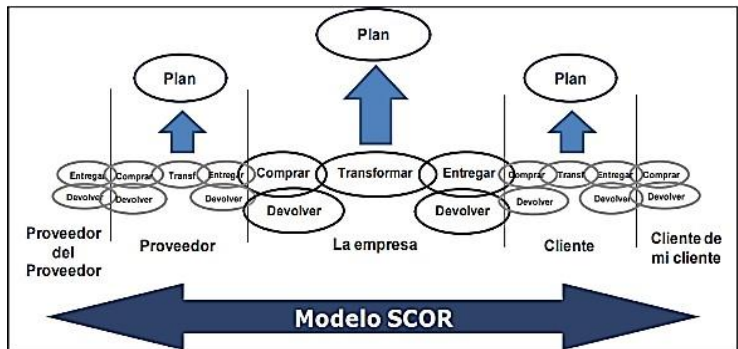 Plan
Plan
Plan
Entregar Comprar Transf Entregar Comprar Transformar Entregar Comprar Transf Entregar Comprar
Devolver Devolver Devolver Devolver Devolver Devolver Devolver Devolver
Proveedor del Proveedor
Proveedor
La empresa
Cliente
Cliente de mi cliente
Modelo SCOR